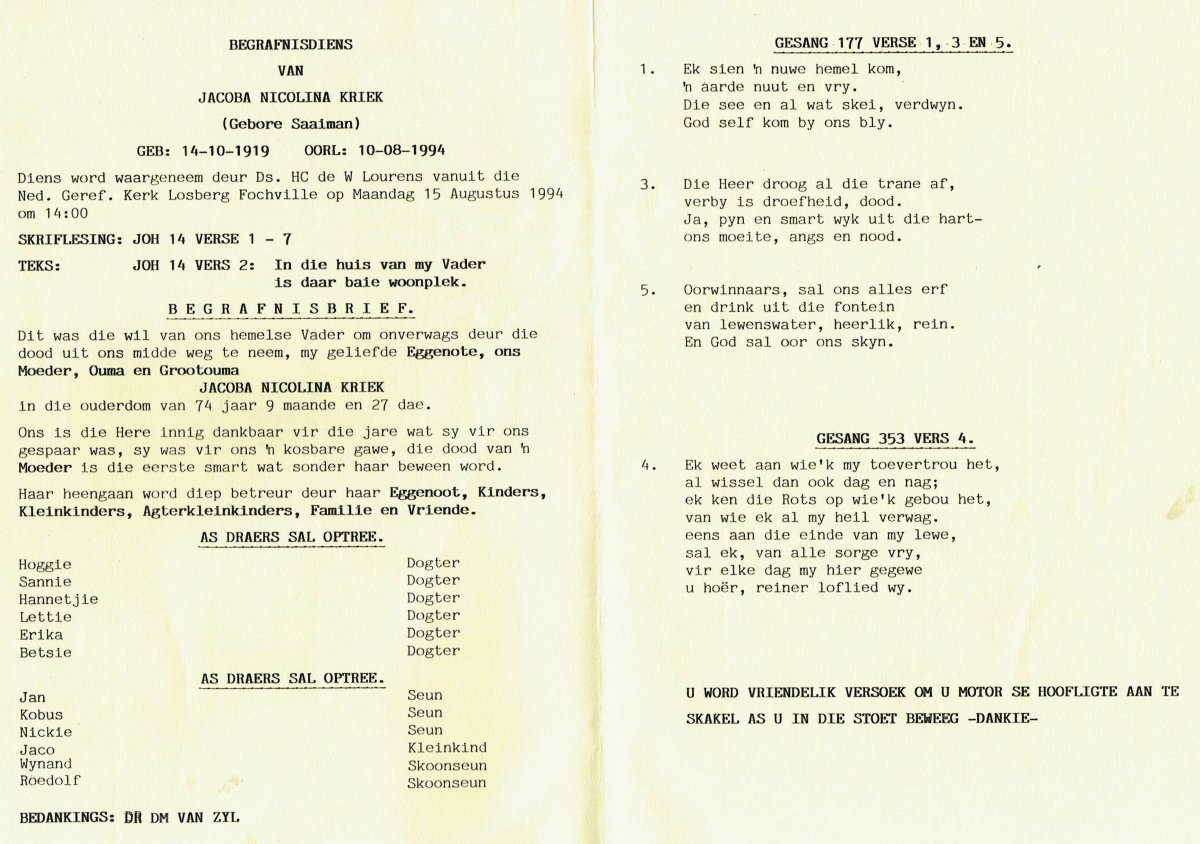 BEGRAFNISDIENS
VAN
JACOBA NICOLINA KRIEK
(Gebore Saaiman)
GEB: 14-10-1919 OORL: 10-08-1994
Diens word waargeneem deur Ds. HC de W Lourens vanuit die
Ned. Geref. Kerk Losberg Fochville op Maandag 15 Augustus 1994
om 14:00
SKRIFLESING: JOH 14 VERSE 1 - 7
TEKS: JOH 14 VERS 2: In die huis van my Vader
is daar baie woonplek.
B E G R A F N I S B R I E F.
Dit was die wil van ons hemelse Vader om onverwags deur die
dood uit ons midde weg te neem, my geliefde Eggenote, ons
Moeder, Ouma en Grootouma
JACOBA NICOLINA KRIEK
in die ouderdom van 74 jaar 9 maande en 27 dae.
Ons is die Here innig dankbaar vir die jare wat sy vir ons
gespaar was, sy was vir ons 'n kosbare gawe, die dood van 'n
Moeder is die eerste smart wat sonder haar beween word.
Haar heengaan word diep betreur deur haar Eggenoot, Kinders,
Kleinkinders, Agterkleinkinders, Familie en Vriende.
AS DRAERS SAL OPTREE.
Hoggie Dogter
Sannie Dogter
Hannetjie Dogter
Lettie Dogter
Erika Dogter
Betsie Dogter
AS DRAERS SAL OPTREE.
Jan Seun
Kobus Seun
Nickie Seun
Jaco Kleinkind
Wynand Skoonseun
Roedolf Skoonseun
BEDANKINGS: DR DM VAN ZYL
GESANG 177 VERSE 1, 3 EN 5.
1. Ek sien 'n nuwe hemel kom,
'n aarde nuut en vry.
Die see en al wat skei, verdwyn.
God self kom by ons bly.
3. Die Heer droog al die trane af,
verby is droefheid, dood.
Ja, pyn en smart wyk uit die hart-
ons moeite, angs en nood.
5. Oorwinnaars, sal ons alles erf
en drink uit die fontein
van lewenswater, heerlik, rein.
En God sal oor ons skyn.
GESANG 353 VERS 4.
4. Ek weet aan wie'k my toevertrou het,
al wissel dan ook dag en nag;
ek ken die Rots op wie'k gebou het,
van wie ek al my heil verwag.
eens aan die einde van my lewe,
sal ek, van alle sorge vry,
vir elke dag my hier gegewe
u hoër, reiner loflied wy.
U WORD VRIENDELIK VERSOEK OM U MOTOR SE HOOFLIGTE AAN TE
SKAKEL AS U IN DIE STOET BEWEEG -DANKIE-